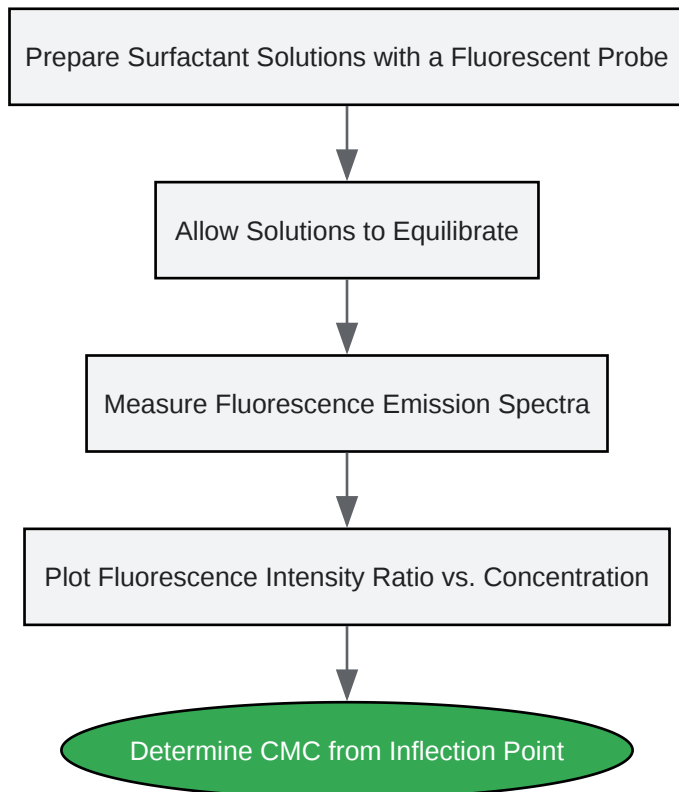 Prepare Surfactant Solutions with a Fluorescent Probe
Allow Solutions to Equilibrate
Measure Fluorescence Emission Spectra
Plot Fluorescence Intensity Ratio vs. Concentration
Determine CMC from Inflection Point